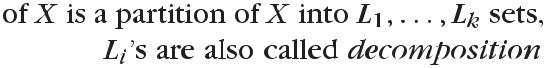 of X is a partition of X into L₁, . . . , Lₖ sets,
Lᵢ's are also called decomposition